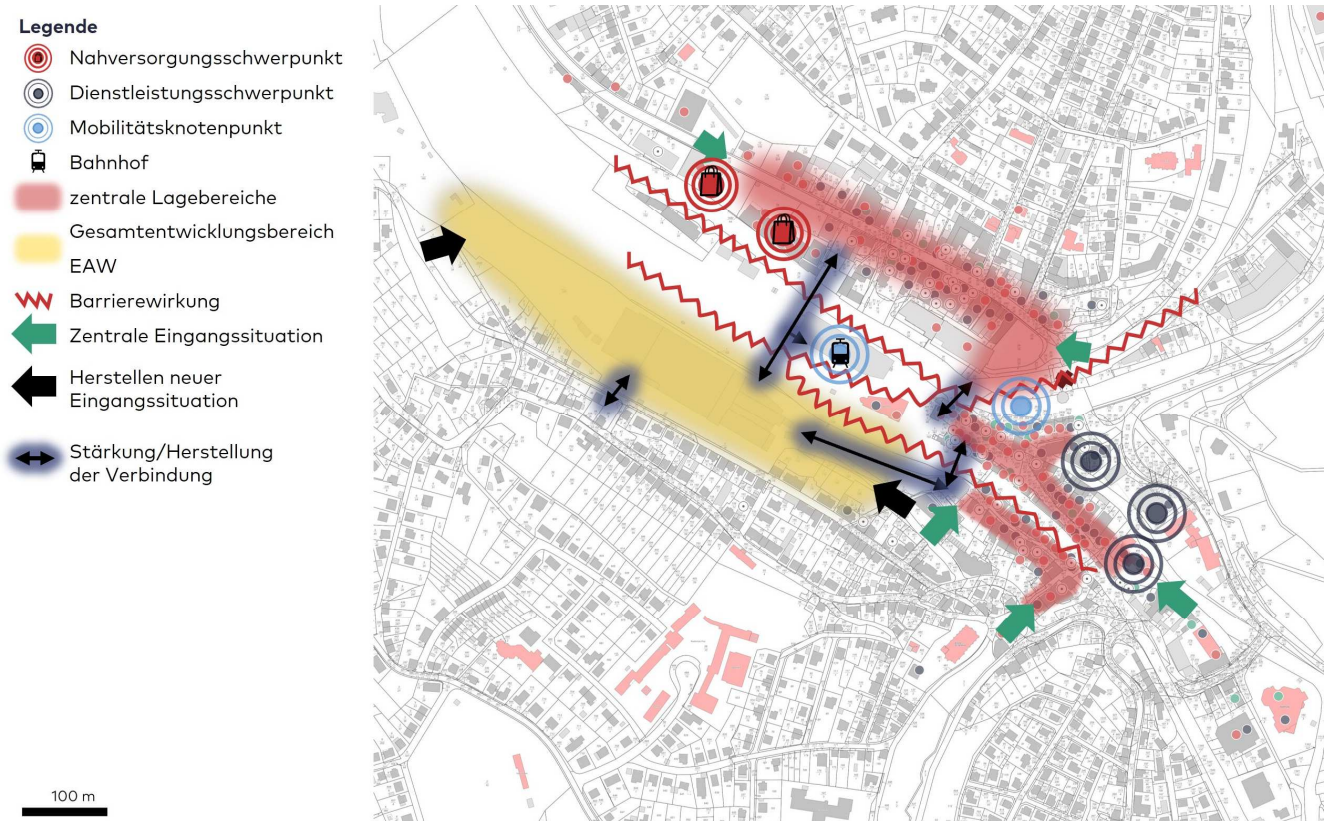 Legende
Nahversorgungsschwerpunkt
Dienstleistungsschwerpunkt
Mobilitätsknotenpunkt
Bahnhof
zentrale Lagebereiche
Gesamtentwicklungsbereich
EAW
Barrierewirkung
Zentrale Eingangssituation
Herstellen neuer
Eingangssituation
Stärkung/Herstellung
der Verbindung
100 m